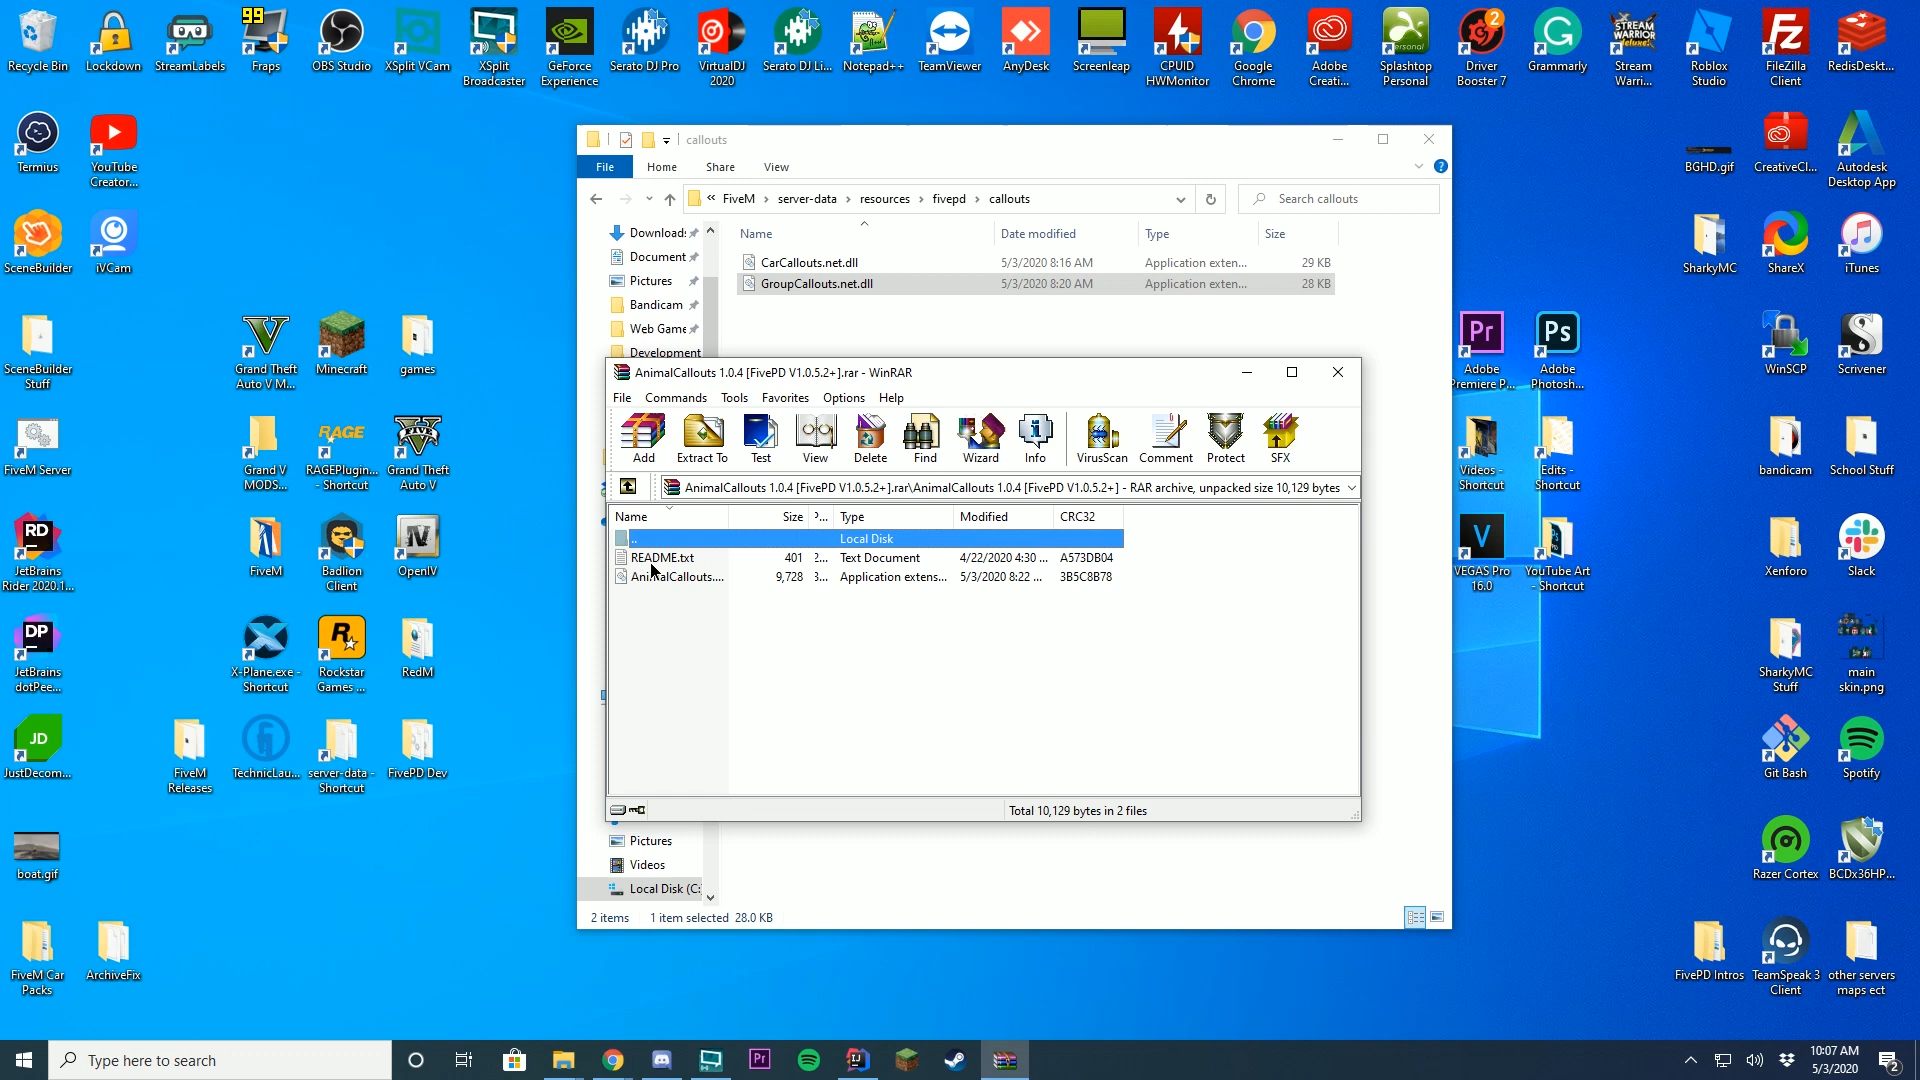 99
Recycle Bin
Lockdown
StreamLabels
Fraps
OBS Studio
XSplit VCam
XSplit
Broadcaster
GeForce
Experience
Serato DJ Pro
VirtualDJ
2020
Serato DJ Li...
Notepad++
TeamViewer
AnyDesk
Screenleap
CPUID
HWMonitor
Google
Chrome
Adobe
Creati...
Splashtop
Personal
Driver
Booster 7
Grammarly
Stream
Warri...
Roblox
Studio
FileZilla
Client
RedisDeskt...
Termius
YouTube
Creator...
BGHD.gif
CreativeCl...
Autodesk
Desktop App
SceneBuilder
iVCam
SharkyMC
ShareX
iTunes
SceneBuilder
Stuff
Grand Theft
Auto V M...
Minecraft
games
Adobe
Premiere P...
Adobe
Photosh...
WinSCP
Scrivener
FiveM Server
Grand V
MODS...
RAGEPlugin...
- Shortcut
Grand Theft
Auto V
Videos -
Shortcut
Edits -
Shortcut
bandicam
School Stuff
JetBrains
Rider 2020.1...
FiveM
Badlion
Client
OpenIV
VEGAS Pro
16.0
YouTube Art
- Shortcut
Xenforo
Slack
JetBrains
dotPee...
X-Plane.exe -
Shortcut
Rockstar
Games ...
RedM
SharkyMC
Stuff
main
skin.png
JustDecom...
FiveM
Releases
TechnicLau...
server-data -
Shortcut
FivePD Dev
Git Bash
Spotify
boat.gif
Razer Cortex
BCDx36HP...
FiveM Car
Packs
ArchiveFix
FivePD Intros
TeamSpeak 3
Client
other servers
maps ect
callouts
File Home Share View
« FiveM > server-data > resources > fivepd > callouts
Search callouts
Name Date modified Type Size
CarCallouts.net.dll 5/3/2020 8:16 AM Application exten... 29 KB
GroupCallouts.net.dll 5/3/2020 8:20 AM Application exten... 28 KB
Downloads
Document
Pictures
Bandicam
Web Game
Development
AnimalCallouts 1.0.4 [FivePD V1.0.5.2+].rar - WinRAR
File Commands Tools Favorites Options Help
Add Extract To Test View Delete Find Wizard Info VirusScan Comment Protect SFX
AnimalCallouts 1.0.4 [FivePD V1.0.5.2+].rar\AnimalCallouts 1.0.4 [FivePD V1.0.5.2+] - RAR archive, unpacked size 10,129 bytes
Name Size P... Type Modified CRC32
.. Local Disk
README.txt 401 2... Text Document 4/22/2020 4:30 ... A573DB04
AnimalCallouts.... 9,728 3... Application extens... 5/3/2020 8:22 ... 3B5C8B78
Total 10,129 bytes in 2 files
Pictures
Videos
Local Disk (C:
2 items 1 item selected 28.0 KB
Type here to search
10:07 AM
5/3/2020
2